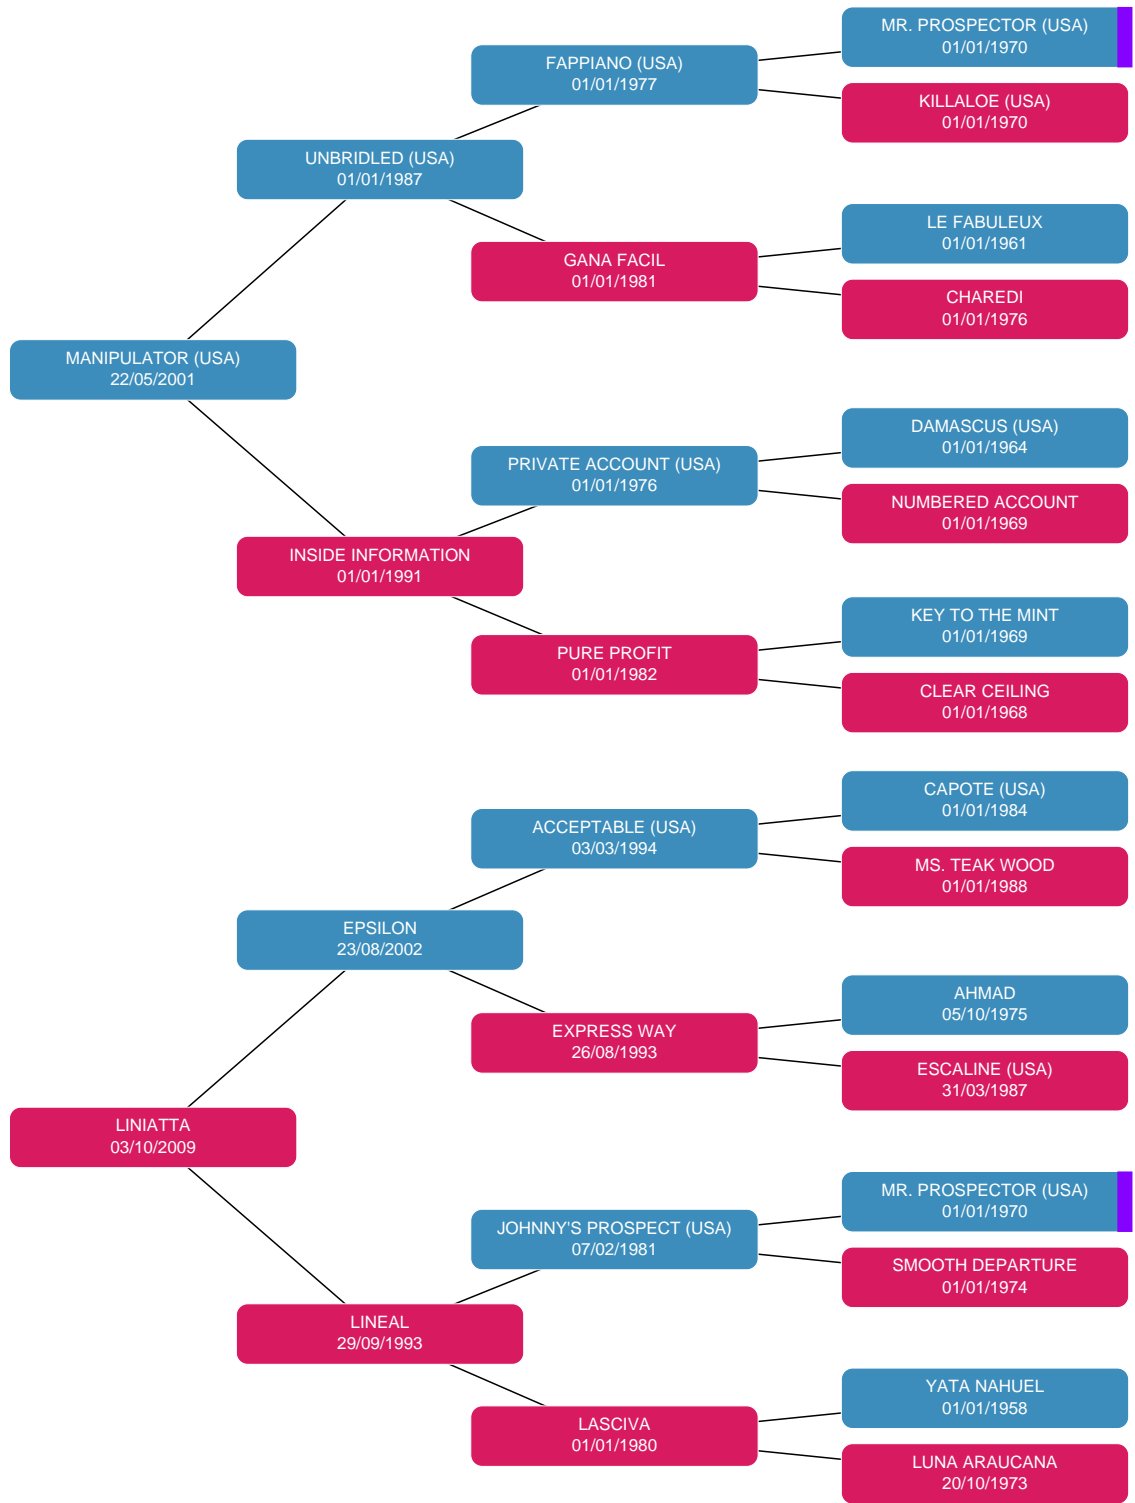 MR. PROSPECTOR (USA)
01/01/1970
FAPPIANO (USA)
01/01/1977
KILLALOE (USA)
01/01/1970
UNBRIDLED (USA)
01/01/1987
LE FABULEUX
01/01/1961
GANA FACIL
01/01/1981
CHAREDI
01/01/1976
MANIPULATOR (USA)
22/05/2001
DAMASCUS (USA)
01/01/1964
PRIVATE ACCOUNT (USA)
01/01/1976
NUMBERED ACCOUNT
01/01/1969
INSIDE INFORMATION
01/01/1991
KEY TO THE MINT
01/01/1969
PURE PROFIT
01/01/1982
CLEAR CEILING
01/01/1968
CAPOTE (USA)
01/01/1984
ACCEPTABLE (USA)
03/03/1994
MS. TEAK WOOD
01/01/1988
EPSILON
23/08/2002
AHMAD
05/10/1975
EXPRESS WAY
26/08/1993
ESCALINE (USA)
31/03/1987
LINIATTA
03/10/2009
MR. PROSPECTOR (USA)
01/01/1970
JOHNNY'S PROSPECT (USA)
07/02/1981
SMOOTH DEPARTURE
01/01/1974
LINEAL
29/09/1993
YATA NAHUEL
01/01/1958
LASCIVA
01/01/1980
LUNA ARAUCANA
20/10/1973